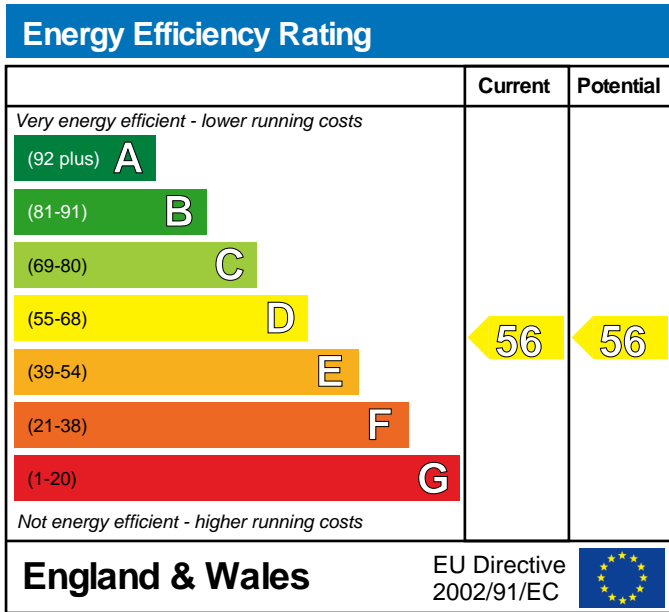 Energy Efficiency Rating
Current Potential
Very energy efficient - lower running costs
(92 plus) A
(81-91) B
(69-80) C
(55-68) D
56 56
(39-54) E
(21-38) F
(1-20) G
Not energy efficient - higher running costs
England & Wales
EU Directive
2002/91/EC